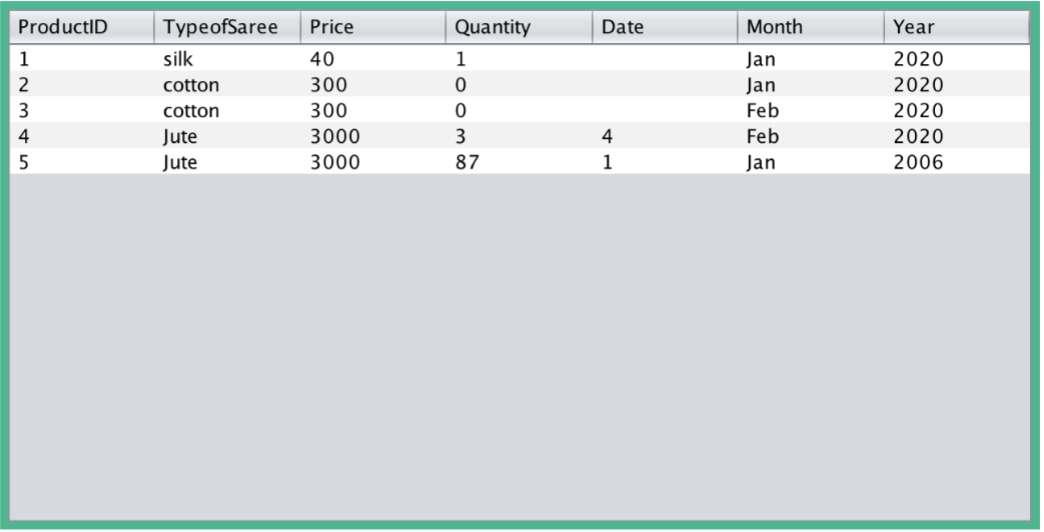 ProductID TypeofSaree Price Quantity Date Month Year
1 silk 40 1 Jan 2020
2 cotton 300 0 Jan 2020
3 cotton 300 0 Feb 2020
4 Jute 3000 3 4 Feb 2020
5 Jute 3000 87 1 Jan 2006